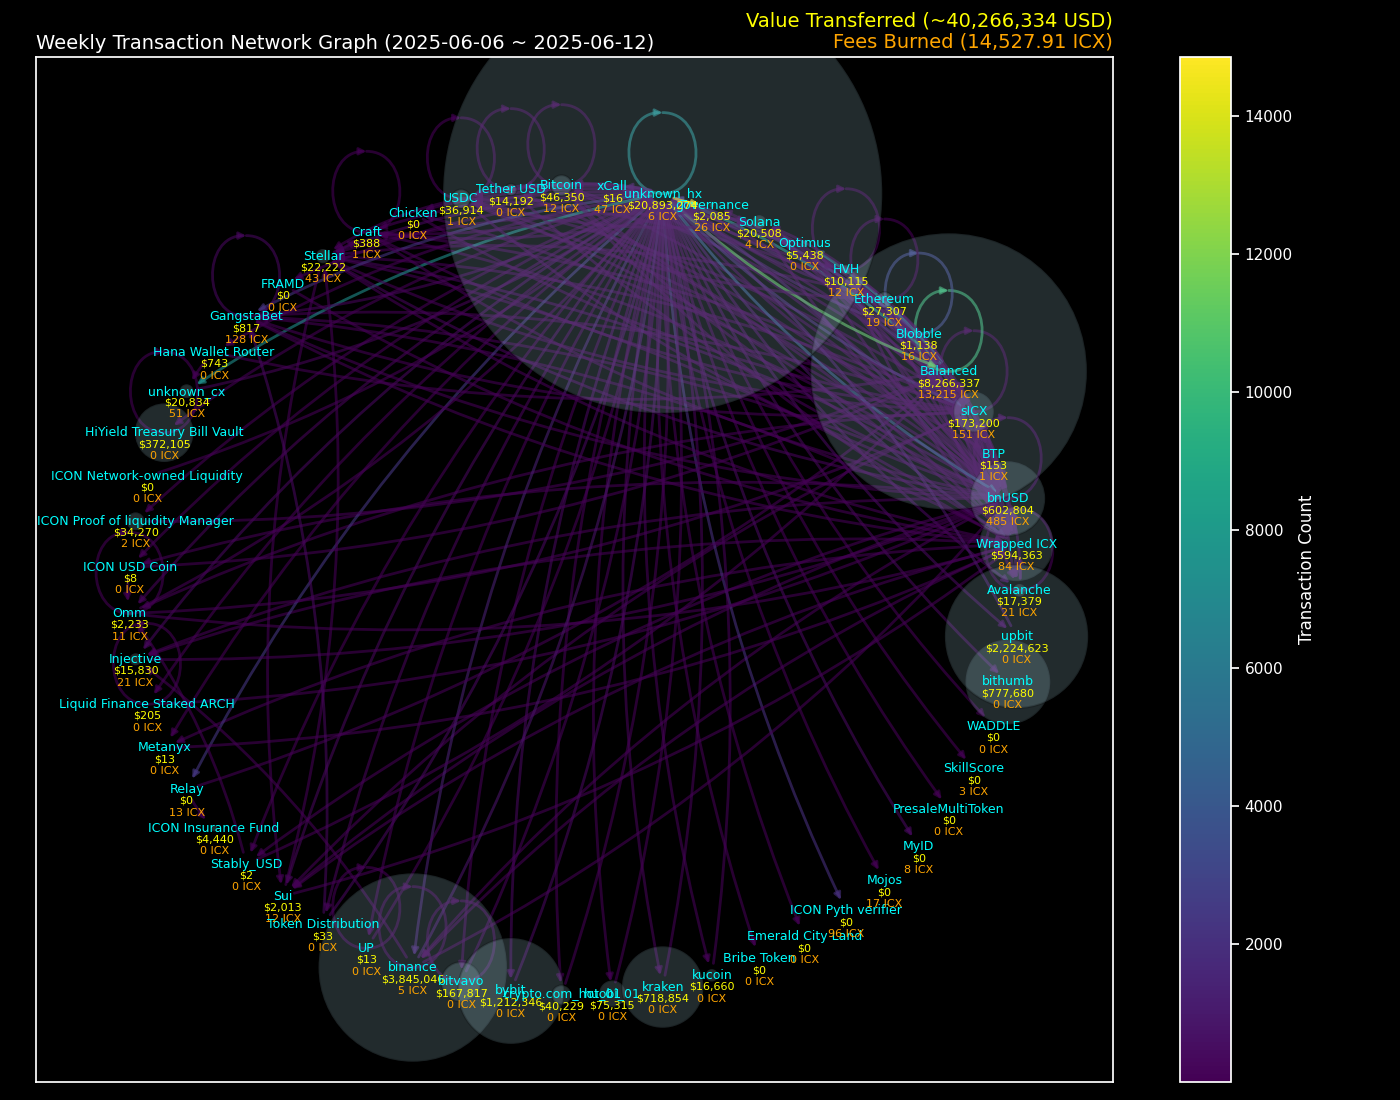 Value Transferred (~40,266,334 USD)
Weekly Transaction Network Graph (2025-06-06 ~ 2025-06-12)
Fees Burned (14,527.91 ICX)
unknown_hx
6 ICX
xCall
$16
47 ICX
Bitcoin
$46,350
12 ICX
Tether USD
$14,192
0 ICX
USDC
$36,914
1 ICX
Chicken
$0
0 ICX
Craft
$388
1 ICX
Stellar
$22,222
43 ICX
FRAMD
$0
0 ICX
GangstaBet
$817
128 ICX
Hana Wallet Router
$743
0 ICX
unknown_cx
$20,834
51 ICX
HiYield Treasury Bill Vault
$372,105
0 ICX
ICON Network-owned Liquidity
$0
0 ICX
ICON Proof of liquidity Manager
$34,270
2 ICX
ICON USD Coin
$8
0 ICX
Omm
$2,233
11 ICX
Injective
$15,830
21 ICX
Liquid Finance Staked ARCH
$205
0 ICX
Metanyx
$13
0 ICX
Relay
$0
13 ICX
ICON Insurance Fund
$4,440
0 ICX
Stably_USD
$2
0 ICX
Sui
$2,013
12 ICX
Token Distribution
$33
0 ICX
UP
$13
0 ICX
binance
$3,845,046
5 ICX
bitvavo
$167,817
0 ICX
bybit
$1,212,346
0 ICX
$40,229
0 ICX
$75,315
0 ICX
kraken
$718,854
0 ICX
kucoin
$16,660
0 ICX
Bribe Token
$0
0 ICX
Emerald City Land
$0
0 ICX
ICON Pyth verifier
$0
96 ICX
Mojos
$0
17 ICX
MyID
$0
8 ICX
PresaleMultiToken
$0
0 ICX
SkillScore
$0
3 ICX
WADDLE
$0
0 ICX
bithumb
$777,680
0 ICX
upbit
$2,224,623
0 ICX
Avalanche
$17,379
21 ICX
Wrapped ICX
$594,363
84 ICX
bnUSD
$602,804
485 ICX
BTP
$153
1 ICX
sICX
$173,200
151 ICX
Balanced
$8,266,337
13,215 ICX
Blobble
$1,138
16 ICX
Ethereum
$27,307
19 ICX
HVH
$10,115
12 ICX
Optimus
$5,438
0 ICX
Solana
$20,508
4 ICX
$2,085
26 ICX
14000
12000
10000
8000
6000
4000
2000
Transaction Count